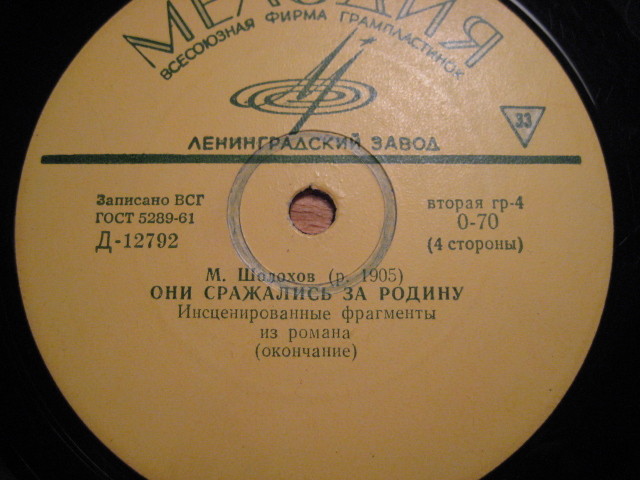 МЕЛОДИЯ
ВСЕСОЮЗНАЯ ФИРМА ГРАМПЛАСТИНОК
33
ЛЕНИНГРАДСКИЙ ЗАВОД
Записано ВСГ
ГОСТ 5289-61
Д-12792
вторая гр-4
0-70
(4 стороны)
М. Шолохов (р. 1905)
ОНИ СРАЖАЛИСЬ ЗА РОДИНУ
Инсценированные фрагменты
из романа
(окончание)